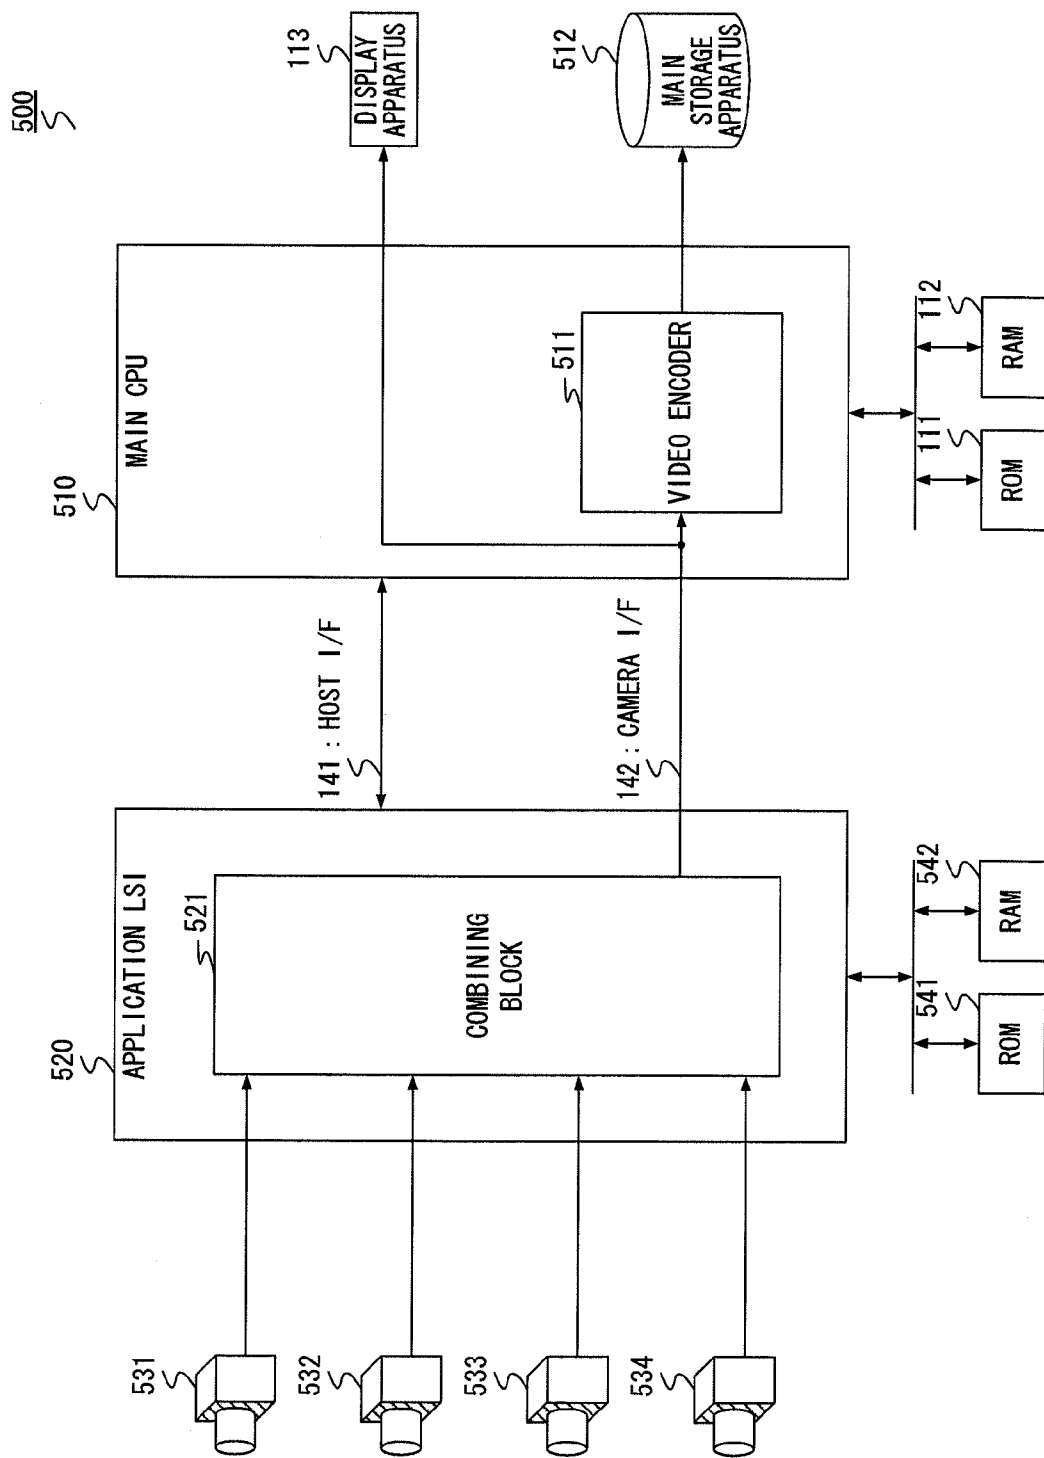 500
113
DISPLAY
APPARATUS
512
MAIN
STORAGE
APPARATUS
510
MAIN CPU
511
VIDEO ENCODER
112
RAM
111
ROM
141 : HOST I/F
142 : CAMERA I/F
520
APPLICATION LSI
521
COMBINING
BLOCK
542
RAM
541
ROM
531
532
533
534